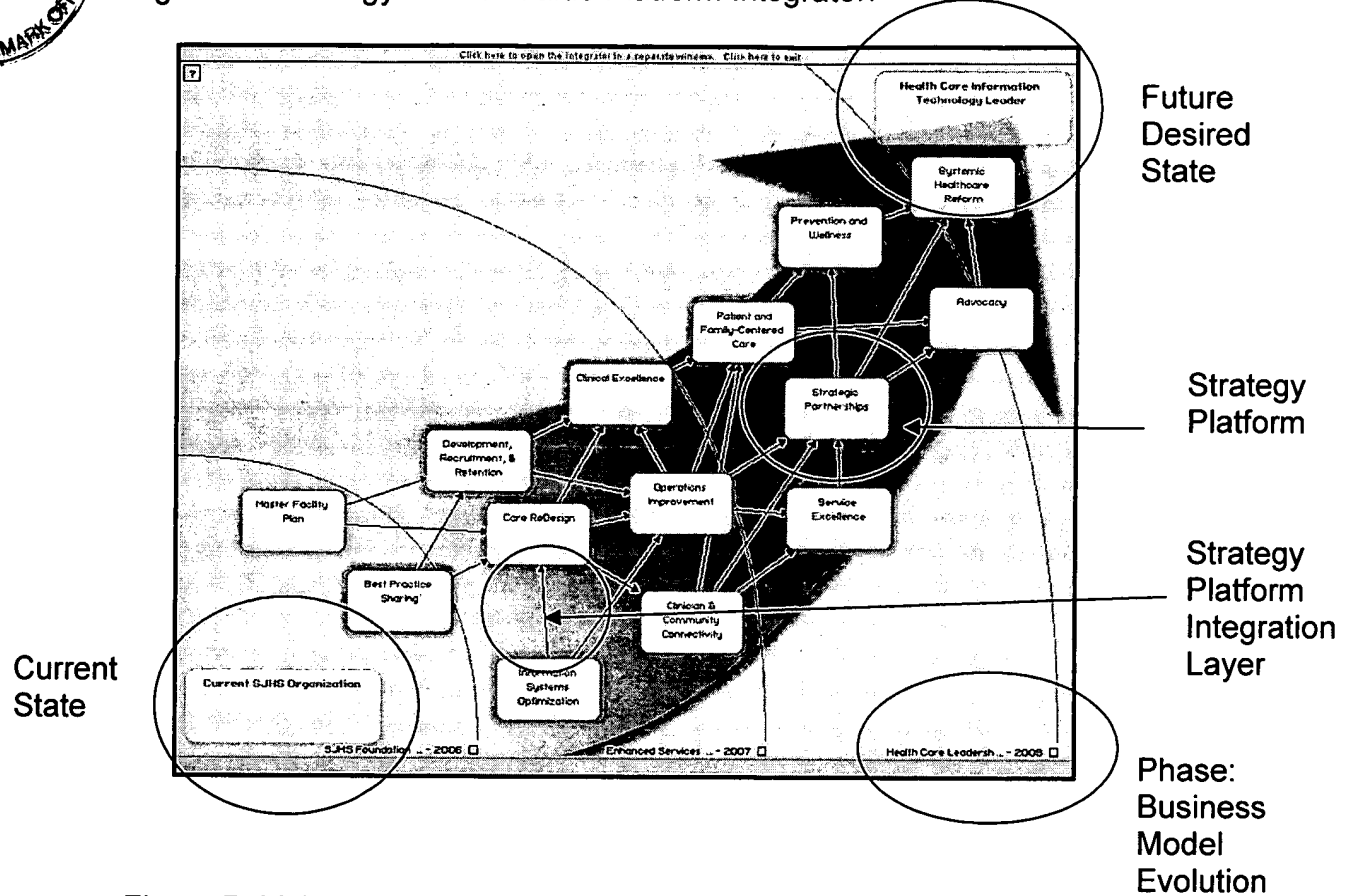 MARK OF
Click here to open the Integrator in a separate window. Click here to exit
?
Health Care Information
Technology Leader
Future
Desired
State
Systemic
Healthcare
Reform
Prevention and
Wellness
Advocacy
Patient and
Family-Centered
Care
Clinical Excellence
Strategic
Partnerships
Strategy
Platform
Development,
Recruitment, &
Retention
Operations
Improvement
Service
Excellence
Master Facility
Plan
Care ReDesign
Best Practice
Sharing
Clinician &
Community
Connectivity
Strategy
Platform
Integration
Layer
Information
Systems
Optimization
Current
State
Current SJHS Organization
SJHS Foundation ... - 2006
Enhanced Services ... - 2007
Health Care Leadersh... - 2008
Phase:
Business
Model
Evolution